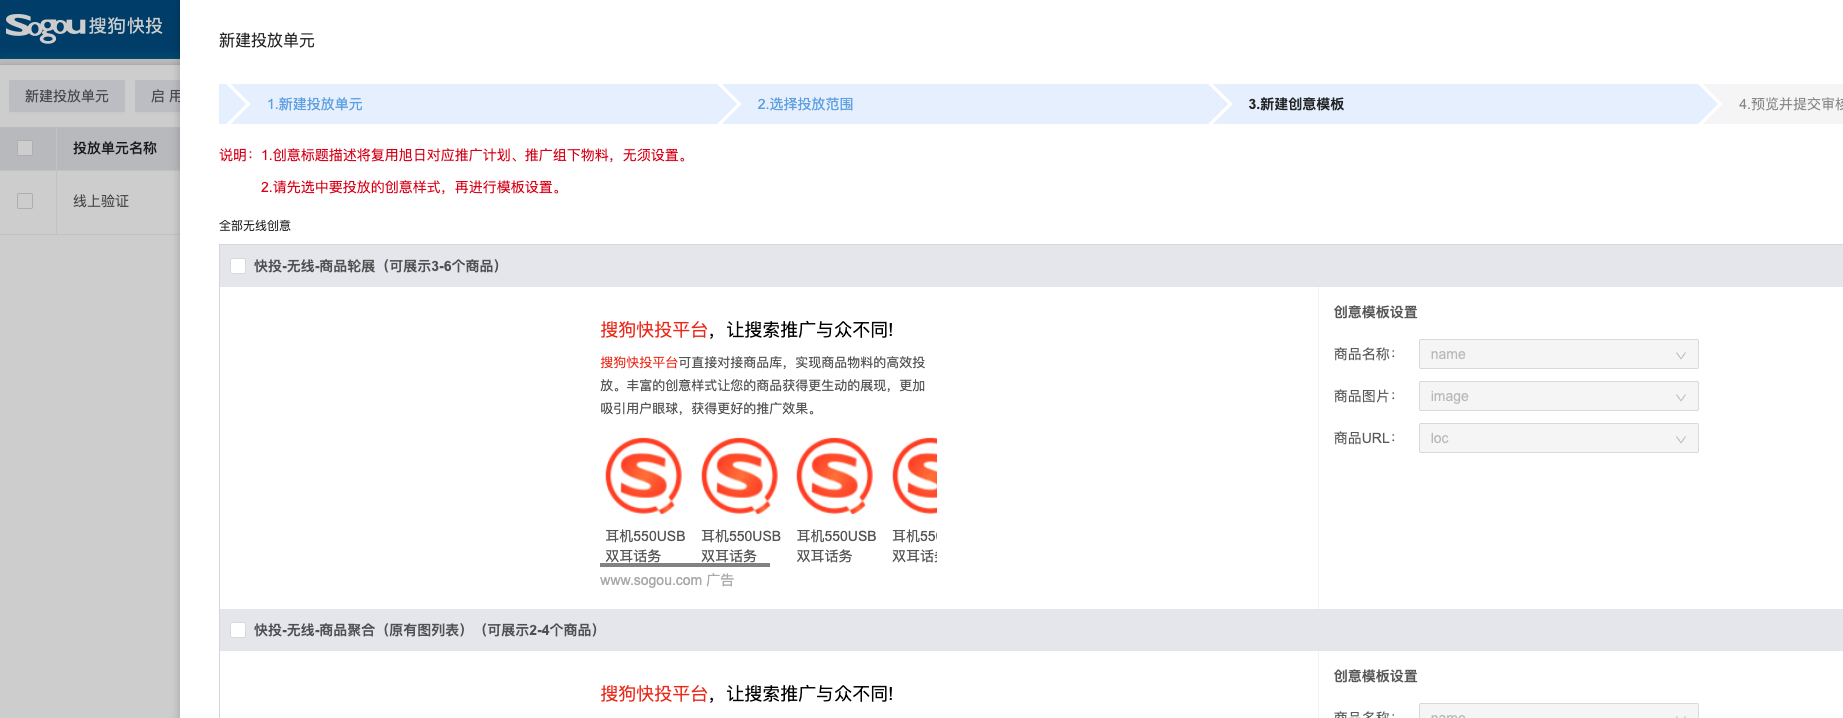 Sogou搜狗快投
新建投放单元
启 用
投放单元名称
线上验证
新建投放单元
1.新建投放单元
2.选择投放范围
3.新建创意模板
4.预览并提交审核
说明：1.创意标题描述将复用旭日对应推广计划、推广组下物料，无须设置。
2.请先选中要投放的创意样式，再进行模板设置。
全部无线创意
快投-无线-商品轮展（可展示3-6个商品）
搜狗快投平台，让搜索推广与众不同!
搜狗快投平台可直接对接商品库，实现商品物料的高效投
放。丰富的创意样式让您的商品获得更生动的展现，更加
吸引用户眼球，获得更好的推广效果。
耳机550USB 耳机550USB 耳机550USB 耳机550
双耳话务 双耳话务 双耳话务 双耳话务
www.sogou.com 广告
创意模板设置
商品名称： name
商品图片： image
商品URL： loc
快投-无线-商品聚合（原有图列表）（可展示2-4个商品）
搜狗快投平台，让搜索推广与众不同!
创意模板设置
商品名称： name